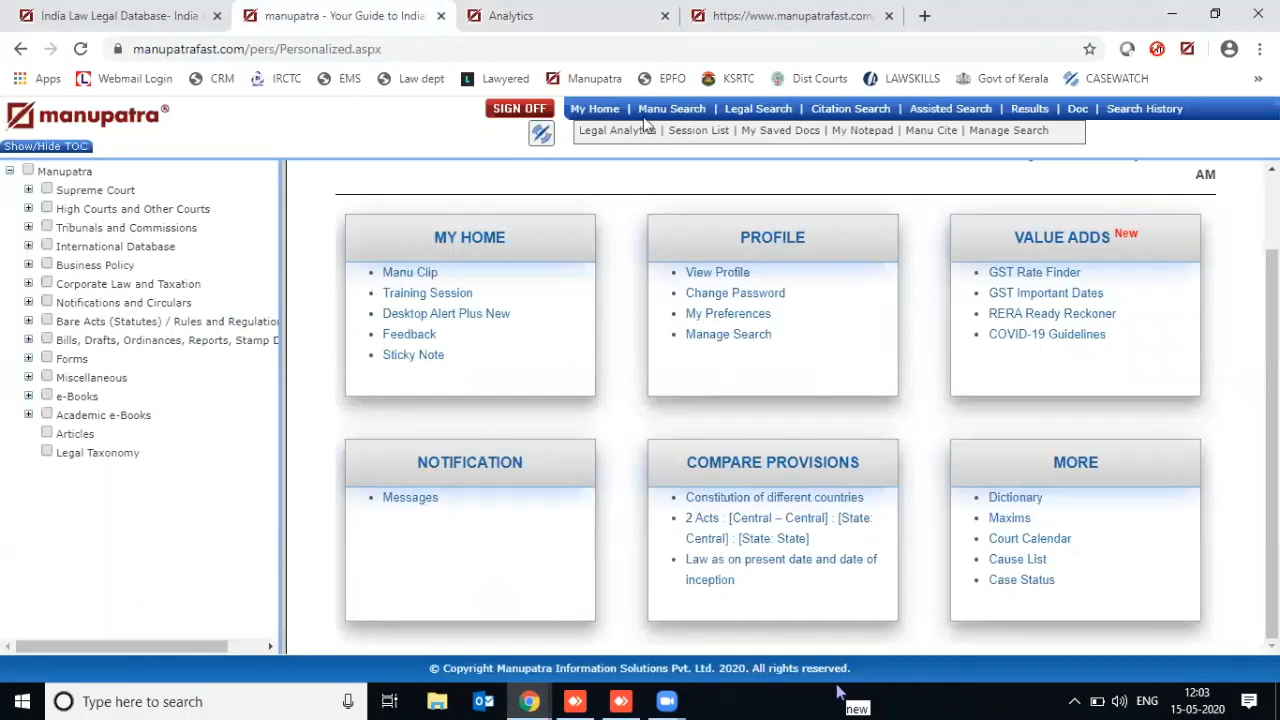 India Law Legal Database- India
manupatra - Your Guide to India
Analytics
https://www.manupatrafast.com
manupatrafast.com/pers/Personalized.aspx
Apps
Webmail Login
CRM
IRCTC
EMS
Law dept
Lawyered
Manupatra
EPFO
KSRTC
Dist Courts
LAWSKILLS
Govt of Kerala
CASEWATCH
»
manupatra®
SIGN OFF
My Home | Manu Search | Legal Search | Citation Search | Assisted Search | Results | Doc | Search History
Legal Analytics | Session List | My Saved Docs | My Notepad | Manu Cite | Manage Search
Show/Hide TOC
Manupatra
Supreme Court
High Courts and Other Courts
Tribunals and Commissions
International Database
Business Policy
Corporate Law and Taxation
Notifications and Circulars
Bare Acts (Statutes) / Rules and Regulation
Bills, Drafts, Ordinances, Reports, Stamp D
Forms
Miscellaneous
e-Books
Academic e-Books
Articles
Legal Taxonomy
AM
MY HOME
Manu Clip
Training Session
Desktop Alert Plus New
Feedback
Sticky Note
PROFILE
View Profile
Change Password
My Preferences
Manage Search
VALUE ADDS New
GST Rate Finder
GST Important Dates
RERA Ready Reckoner
COVID-19 Guidelines
NOTIFICATION
Messages
COMPARE PROVISIONS
Constitution of different countries
2 Acts : [Central – Central] : [State:
Central] : [State: State]
Law as on present date and date of
inception
MORE
Dictionary
Maxims
Court Calendar
Cause List
Case Status
© Copyright Manupatra Information Solutions Pvt. Ltd. 2020. All rights reserved.
Type here to search
new
ENG
12:03
15-05-2020